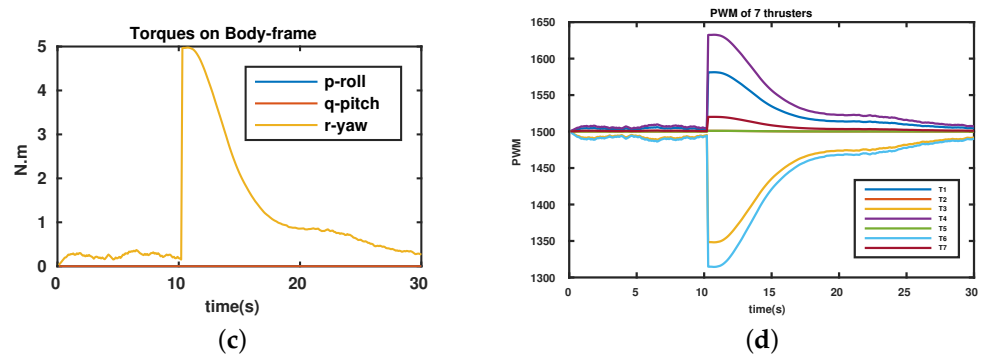 Torques on Body-frame
5
4
3
2
1
0
N.m
p-roll
q-pitch
r-yaw
0
10
20
30
time(s)
(c)
PWM of 7 thrusters
1650
1600
1550
1500
1450
1400
1350
1300
PWM
T1
T2
T3
T4
T5
T6
T7
0
5
10
15
20
25
30
time(s)
(d)